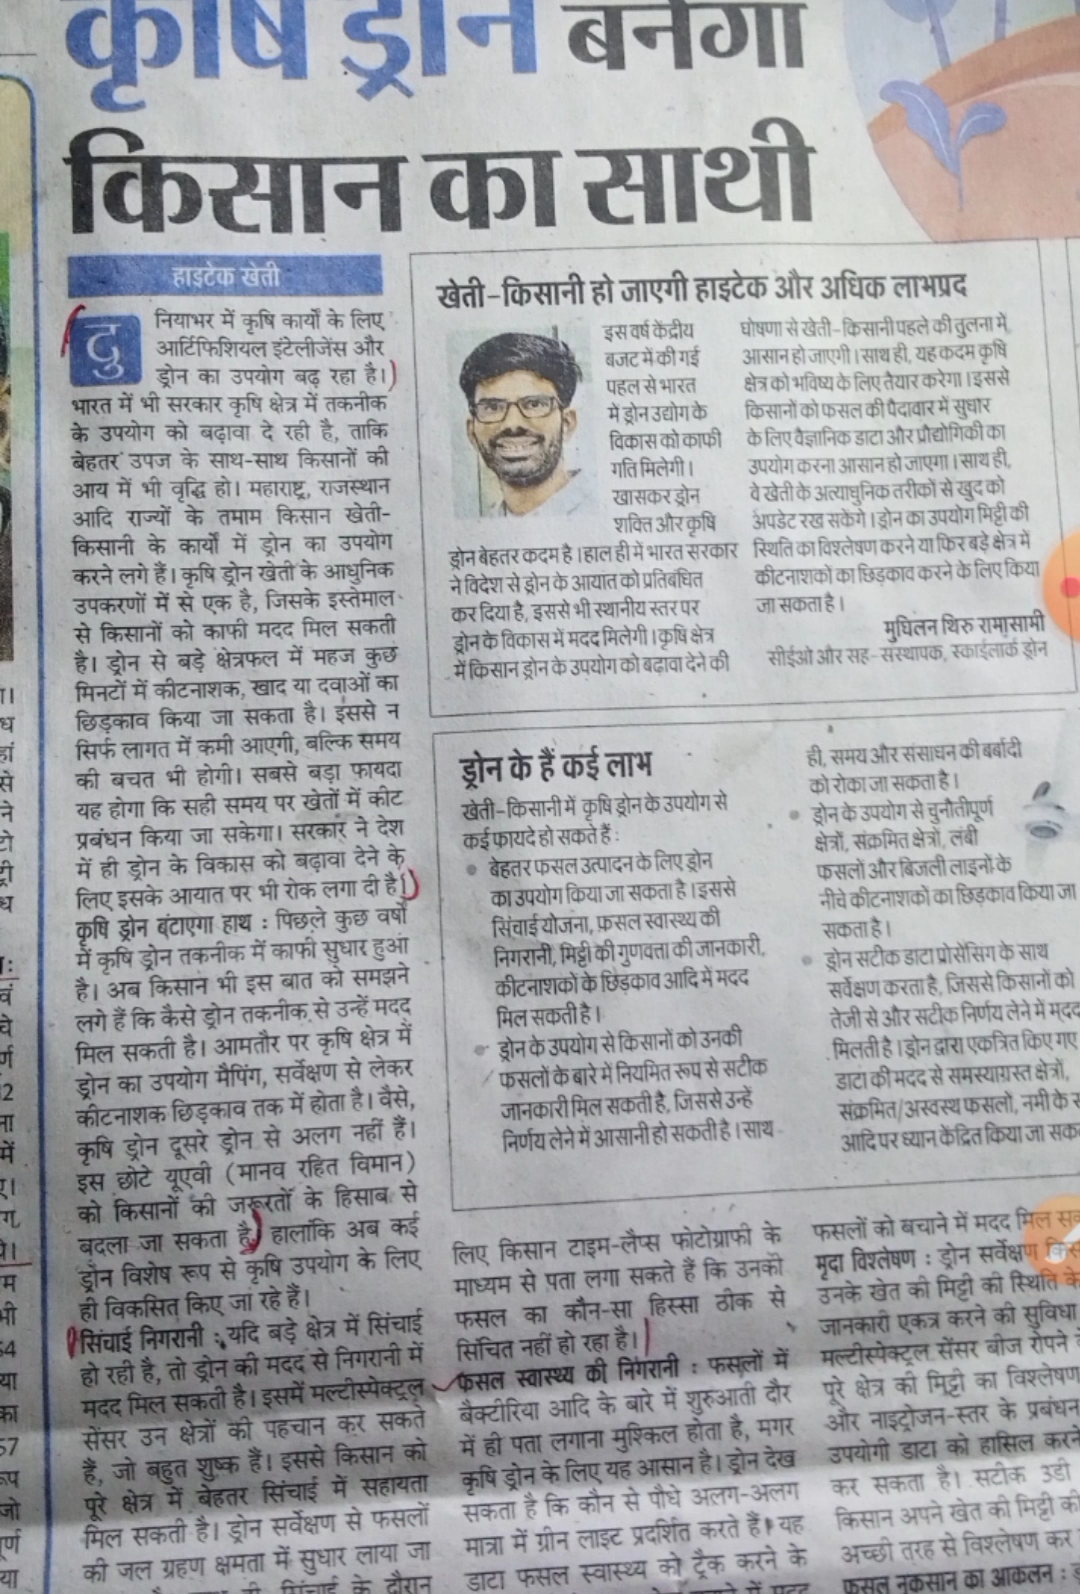 कृषि ड्रोन बनेगा
किसान का साथी
हाइटेक खेती
दुनियाभर में कृषि कार्यों के लिए
आर्टिफिशियल इंटेलीजेंस और
ड्रोन का उपयोग बढ़ रहा है।
भारत में भी सरकार कृषि क्षेत्र में तकनीक
के उपयोग को बढ़ावा दे रही है, ताकि
बेहतर उपज के साथ-साथ किसानों की
आय में भी वृद्धि हो। महाराष्ट्र, राजस्थान
आदि राज्यों के तमाम किसान खेती-
किसानी के कार्यों में ड्रोन का उपयोग
करने लगे हैं। कृषि ड्रोन खेती के आधुनिक
उपकरणों में से एक है, जिसके इस्तेमाल
से किसानों को काफी मदद मिल सकती
है। ड्रोन से बड़े क्षेत्रफल में महज कुछ
मिनटों में कीटनाशक, खाद या दवाओं का
छिड़काव किया जा सकता है। इससे न
सिर्फ लागत में कमी आएगी, बल्कि समय
की बचत भी होगी। सबसे बड़ा फायदा
यह होगा कि सही समय पर खेतों में कीट
प्रबंधन किया जा सकेगा। सरकार ने देश
में ही ड्रोन के विकास को बढ़ावा देने के
लिए इसके आयात पर भी रोक लगा दी है।
कृषि ड्रोन बंटाएगा हाथ : पिछले कुछ वर्षों
में कृषि ड्रोन तकनीक में काफी सुधार हुआ
है। अब किसान भी इस बात को समझने
लगे हैं कि कैसे ड्रोन तकनीक से उन्हें मदद
मिल सकती है। आमतौर पर कृषि क्षेत्र में
ड्रोन का उपयोग मैपिंग, सर्वेक्षण से लेकर
कीटनाशक छिड़काव तक में होता है। वैसे,
कृषि ड्रोन दूसरे ड्रोन से अलग नहीं हैं।
इस छोटे यूएवी (मानव रहित विमान)
को किसानों की जरूरतों के हिसाब से
बदला जा सकता है। हालांकि अब कई
ड्रोन विशेष रूप से कृषि उपयोग के लिए
ही विकसित किए जा रहे हैं।
सिंचाई निगरानी : यदि बड़े क्षेत्र में सिंचाई
हो रही है, तो ड्रोन की मदद से निगरानी में
मदद मिल सकती है। इसमें मल्टीस्पेक्ट्रल
सेंसर उन क्षेत्रों की पहचान कर सकते
हैं, जो बहुत शुष्क हैं। इससे किसान को
पूरे क्षेत्र में बेहतर सिंचाई में सहायता
मिल सकती है। ड्रोन सर्वेक्षण से फसलों
की जल ग्रहण क्षमता में सुधार लाया जा
सिंचाई के दौरान
खेती-किसानी हो जाएगी हाइटेक और अधिक लाभप्रद
इस वर्ष केंद्रीय
बजट में की गई
पहल से भारत
में ड्रोन उद्योग के
विकास को काफी
गति मिलेगी।
खासकर ड्रोन
शक्ति और कृषि
ड्रोन बेहतर कदम है। हाल ही में भारत सरकार
ने विदेश से ड्रोन के आयात को प्रतिबंधित
कर दिया है, इससे भी स्थानीय स्तर पर
ड्रोन के विकास में मदद मिलेगी। कृषि क्षेत्र
में किसान ड्रोन के उपयोग को बढ़ावा देने की
घोषणा से खेती-किसानी पहले की तुलना में
आसान हो जाएगी। साथ ही, यह कदम कृषि
क्षेत्र को भविष्य के लिए तैयार करेगा। इससे
किसानों को फसल की पैदावार में सुधार
के लिए वैज्ञानिक डाटा और प्रौद्योगिकी का
उपयोग करना आसान हो जाएगा। साथ ही,
वे खेती के अत्याधुनिक तरीकों से खुद को
अपडेट रख सकेंगे। ड्रोन का उपयोग मिट्टी की
स्थिति का विश्लेषण करने या फिर बड़े क्षेत्र में
कीटनाशकों का छिड़काव करने के लिए किया
जा सकता है।
मुघिलन थिरु रामासामी
सीईओ और सह-संस्थापक, स्काईलार्क ड्रोन
ड्रोन के हैं कई लाभ
खेती-किसानी में कृषि ड्रोन के उपयोग से
कई फायदे हो सकते हैं :
• बेहतर फसल उत्पादन के लिए ड्रोन
का उपयोग किया जा सकता है। इससे
सिंचाई योजना, फसल स्वास्थ्य की
निगरानी, मिट्टी की गुणवता की जानकारी,
कीटनाशकों के छिड़काव आदि में मदद
मिल सकती है।
• ड्रोन के उपयोग से किसानों को उनकी
फसलों के बारे में नियमित रूप से सटीक
जानकारी मिल सकती है, जिससे उन्हें
निर्णय लेने में आसानी हो सकती है। साथ
ही, समय और संसाधन की बर्बादी
को रोका जा सकता है।
• ड्रोन के उपयोग से चुनौतीपूर्ण
क्षेत्रों, संक्रमित क्षेत्रों, लंबी
फसलों और बिजली लाइनों के
नीचे कीटनाशकों का छिड़काव किया जा
सकता है।
• ड्रोन सटीक डाटा प्रोसेसिंग के साथ
सर्वेक्षण करता है, जिससे किसानों को
तेजी से और सटीक निर्णय लेने में मदद
मिलती है। ड्रोन द्वारा एकत्रित किए गए
डाटा की मदद से समस्याग्रस्त क्षेत्रों,
संक्रमित/अस्वस्थ फसलों, नमी के
आदि पर ध्यान केंद्रित किया जा सक
लिए किसान टाइम-लैप्स फोटोग्राफी के
माध्यम से पता लगा सकते हैं कि उनकी
फसल का कौन-सा हिस्सा ठीक से
सिंचित नहीं हो रहा है।
फसल स्वास्थ्य की निगरानी : फसलों में
बैक्टीरिया आदि के बारे में शुरुआती दौर
में ही पता लगाना मुश्किल होता है, मगर
कृषि ड्रोन के लिए यह आसान है। ड्रोन देख
सकता है कि कौन से पौधे अलग-अलग
मात्रा में ग्रीन लाइट प्रदर्शित करते हैं। यह
डाटा फसल स्वास्थ्य को ट्रैक करने के
फसलों को बचाने में मदद मिल
मृदा विश्लेषण : ड्रोन सर्वेक्षण
उनके खेत की मिट्टी की स्थिति
जानकारी एकत्र करने की सुविधा
मल्टीस्पेक्ट्रल सेंसर बीज रोपने
पूरे क्षेत्र की मिट्टी का विश्लेषण
और नाइट्रोजन-स्तर के प्रबंधन
उपयोगी डाटा को हासिल करने
कर सकता है। सटीक
किसान अपने खेत की मिट्टी की
अच्छी तरह से विश्लेषण कर
फसल नुकसान का आकलन :